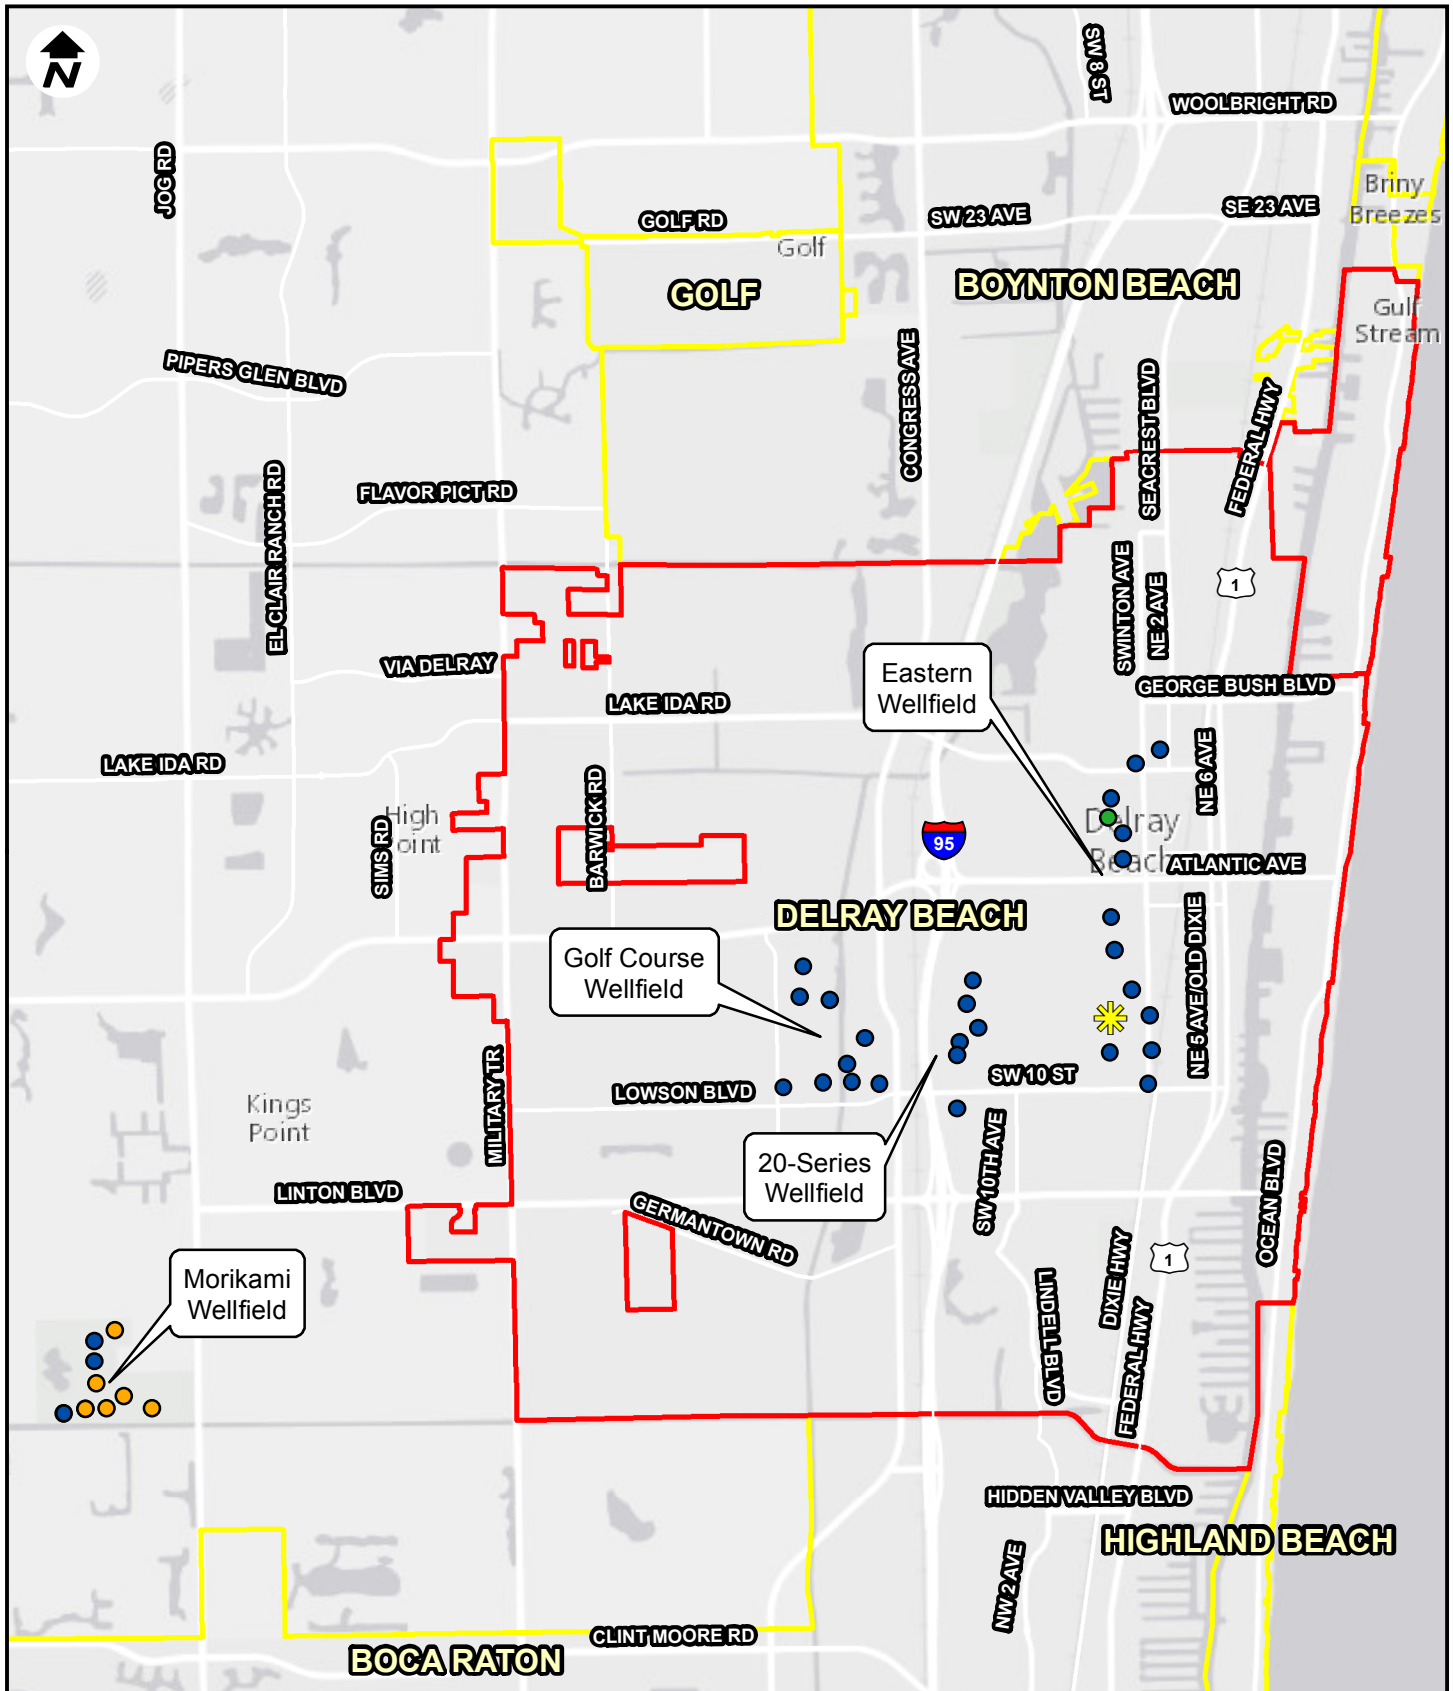 N
SW 8 ST
WOOLBRIGHT RD
JOG RD
Briny
Breezes
GOLF RD
SW 23 AVE
SE 23 AVE
Golf
GOLF
BOYNTON BEACH
Gulf
Stream
PIPERS GLEN BLVD
CONGRESS AVE
SEACREST BLVD
FEDERAL HWY
EL CLAIR RANCH RD
FLAVOR PICT RD
SWINTON AVE
NE 2 AVE
1
VIA DELRAY
Eastern
Wellfield
GEORGE BUSH BLVD
LAKE IDA RD
LAKE IDA RD
NE 6 AVE
BARWICK RD
High
Point
SIMS RD
95
Delray
Beach
ATLANTIC AVE
DELRAY BEACH
Golf Course
Wellfield
NE 5 AVE/OLD DIXIE
MILITARY TR
SW 10 ST
LOWSON BLVD
Kings
Point
20-Series
Wellfield
SW 10TH AVE
LINTON BLVD
OCEAN BLVD
GERMANTOWN RD
DIXIE HWY
1
Morikami
Wellfield
LINDELL BLVD
FEDERAL HWY
HIDDEN VALLEY BLVD
HIGHLAND BEACH
NW 2 AVE
CLINT MOORE RD
BOCA RATON